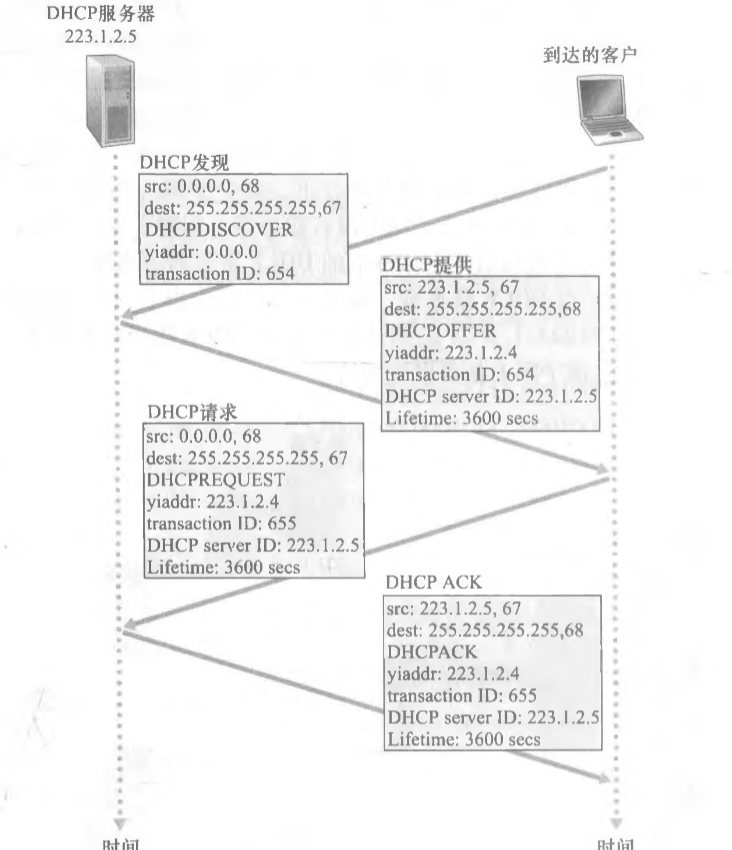 DHCP服务器
223.1.2.5
到达的客户
DHCP发现
src: 0.0.0.0, 68
dest: 255.255.255.255,67
DHCPDISCOVER
yiaddr: 0.0.0.0
transaction ID: 654
DHCP提供
src: 223.1.2.5, 67
dest: 255.255.255.255,68
DHCPOFFER
yiaddr: 223.1.2.4
transaction ID: 654
DHCP server ID: 223.1.2.5
Lifetime: 3600 secs
DHCP请求
src: 0.0.0.0, 68
dest: 255.255.255.255, 67
DHCPREQUEST
yiaddr: 223.1.2.4
transaction ID: 655
DHCP server ID: 223.1.2.5
Lifetime: 3600 secs
DHCP ACK
src: 223.1.2.5, 67
dest: 255.255.255.255,68
DHCPACK
yiaddr: 223.1.2.4
transaction ID: 655
DHCP server ID: 223.1.2.5
Lifetime: 3600 secs
时间
时间